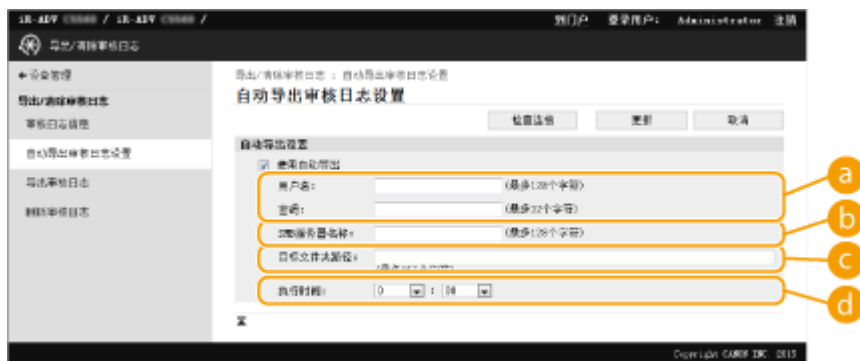 iR-ADV / iR-ADV /
到门户 登录用户: Administrator 注销
导出/清除审核日志
设备管理
导出/清除审核日志
审核日志信息
自动导出审核日志设置
导出审核日志
删除审核日志
导出/清除审核日志 : 自动导出审核日志设置
自动导出审核日志设置
检查连接 更新 取消
自动导出设置
使用自动导出
用户名: (最多128个字符)
密码: (最多32个字符)
SMB服务器名称: (最多128个字符)
目标文件夹路径:
执行时间: 0 : 00
a
b
c
d
Copyright CANON INC. 2015